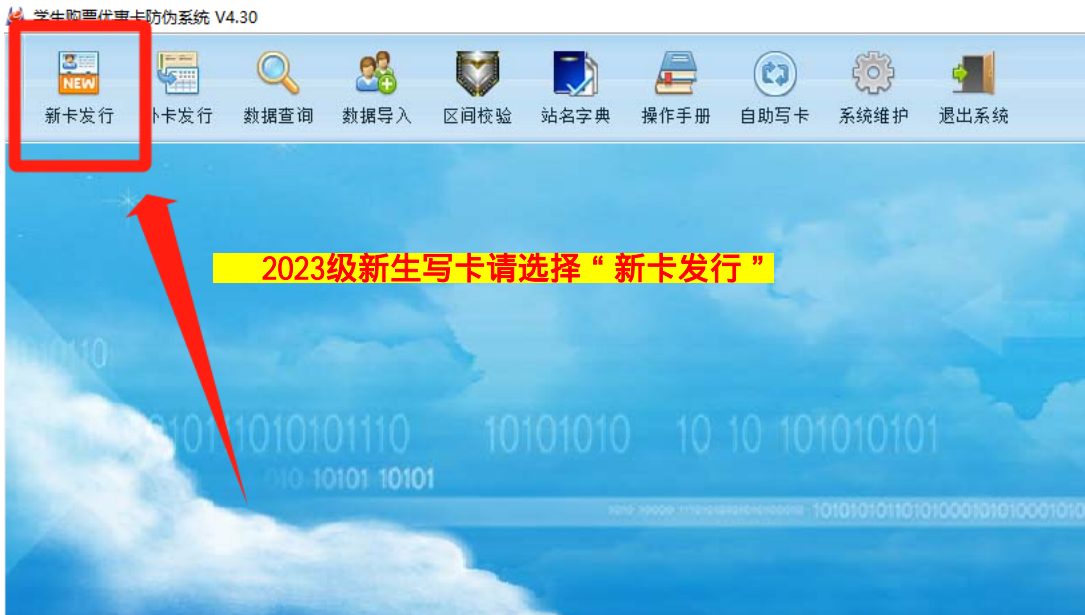 学生购票优惠卡防伪系统 V4.30
新卡发行 补卡发行 数据查询 数据导入 区间校验 站名字典 操作手册 自助写卡 系统维护 退出系统
NEW
2023级新生写卡请选择“新卡发行”
10101110 10101010 10 10 101010101
10101 10101